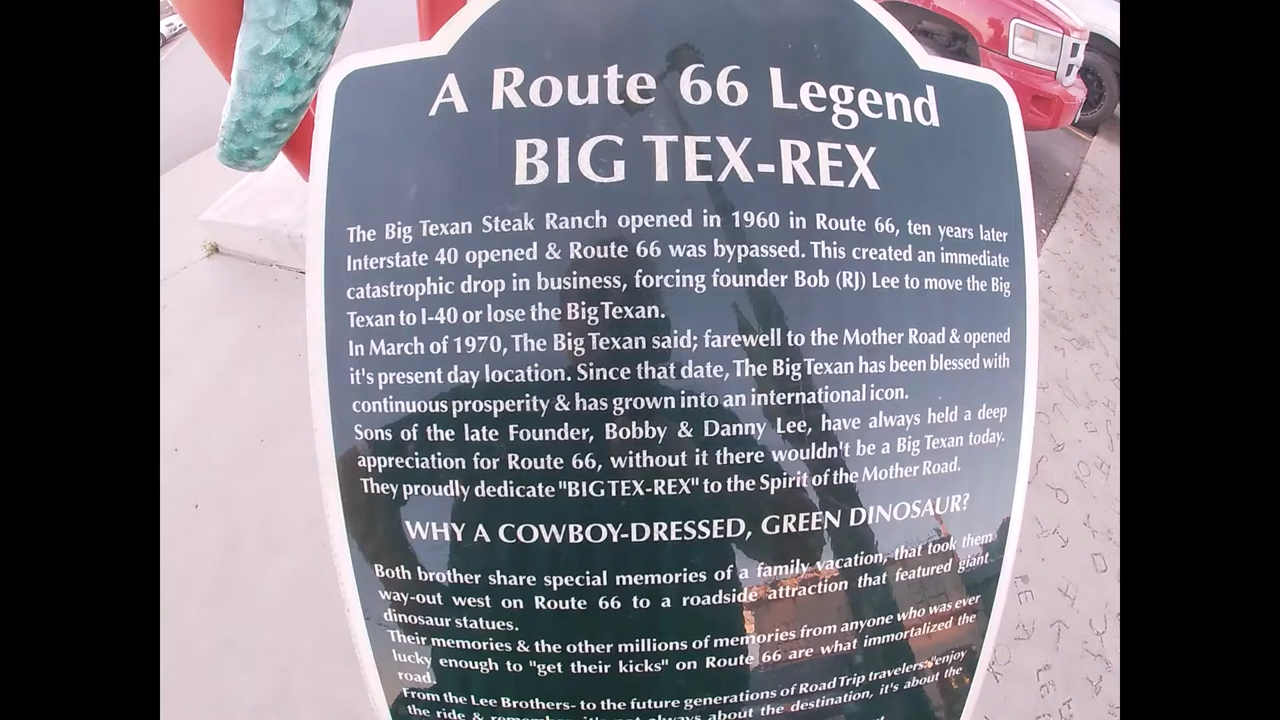 A Route 66 Legend
BIG TEX-REX
The Big Texan Steak Ranch opened in 1960 in Route 66, ten years later
Interstate 40 opened & Route 66 was bypassed. This created an immediate
catastrophic drop in business, forcing founder Bob (RJ) Lee to move the Big
Texan to I-40 or lose the Big Texan.
In March of 1970, The Big Texan said; farewell to the Mother Road & opened
it's present day location. Since that date, The Big Texan has been blessed with
continuous prosperity & has grown into an international icon.
Sons of the late Founder, Bobby & Danny Lee, have always held a deep
appreciation for Route 66, without it there wouldn't be a Big Texan today.
They proudly dedicate "BIG TEX-REX" to the Spirit of the Mother Road.
WHY A COWBOY-DRESSED, GREEN DINOSAUR?
Both brother share special memories of a family vacation, that took them
way-out west on Route 66 to a roadside attraction that featured giant
dinosaur statues.
Their memories & the other millions of memories from anyone who was ever
lucky enough to "get their kicks" on Route 66 are what immortalized the
road.
From the Lee Brothers- to the future generations of Road Trip travelers: "enjoy
the ride & remember, it's not always about the destination, it's about the